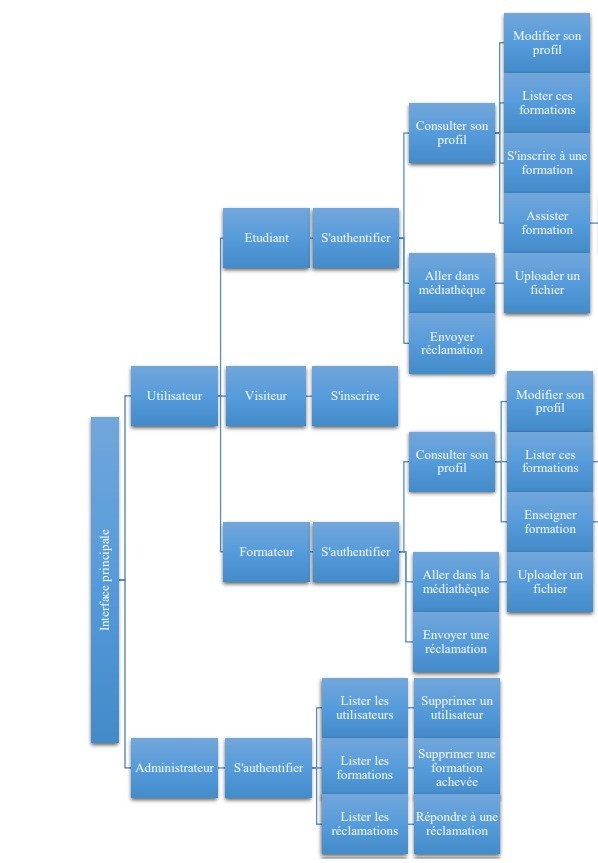 Interface principale
Administrateur
Utilisateur
S'authentifier
Formateur
Visiteur
Etudiant
S'authentifier
S'inscrire
S'authentifier
Lister les
réclamations
Lister les
formations
Lister les
utilisateurs
Répondre à une
réclamation
Supprimer une
formation
achevée
Supprimer un
utilisateur
Envoyer une
réclamation
Aller dans la
médiathèque
Consulter son
profil
Envoyer
réclamation
Aller dans
médiathèque
Consulter son
profil
Uploader un
fichier
Enseigner
formation
Lister ces
formations
Modifier son
profil
Uploader un
fichier
Assister
formation
S'inscrire à une
formation
Lister ces
formations
Modifier son
profil